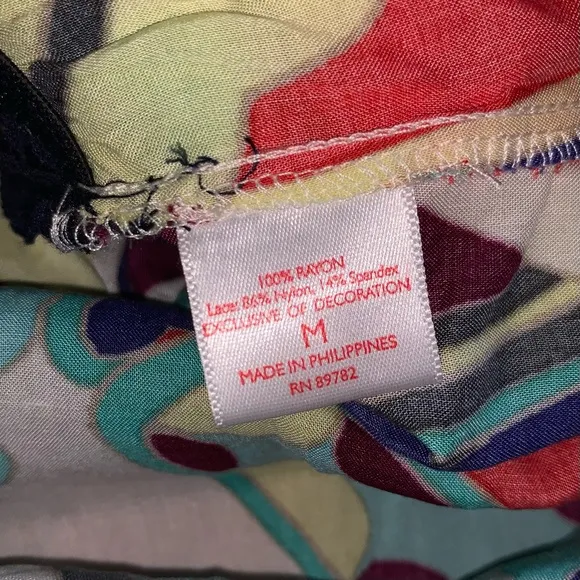 100% RAYON
Lace: 86% Nylon, 14% Spandex
EXCLUSIVE OF DECORATION
M
MADE IN PHILIPPINES
RN 89782